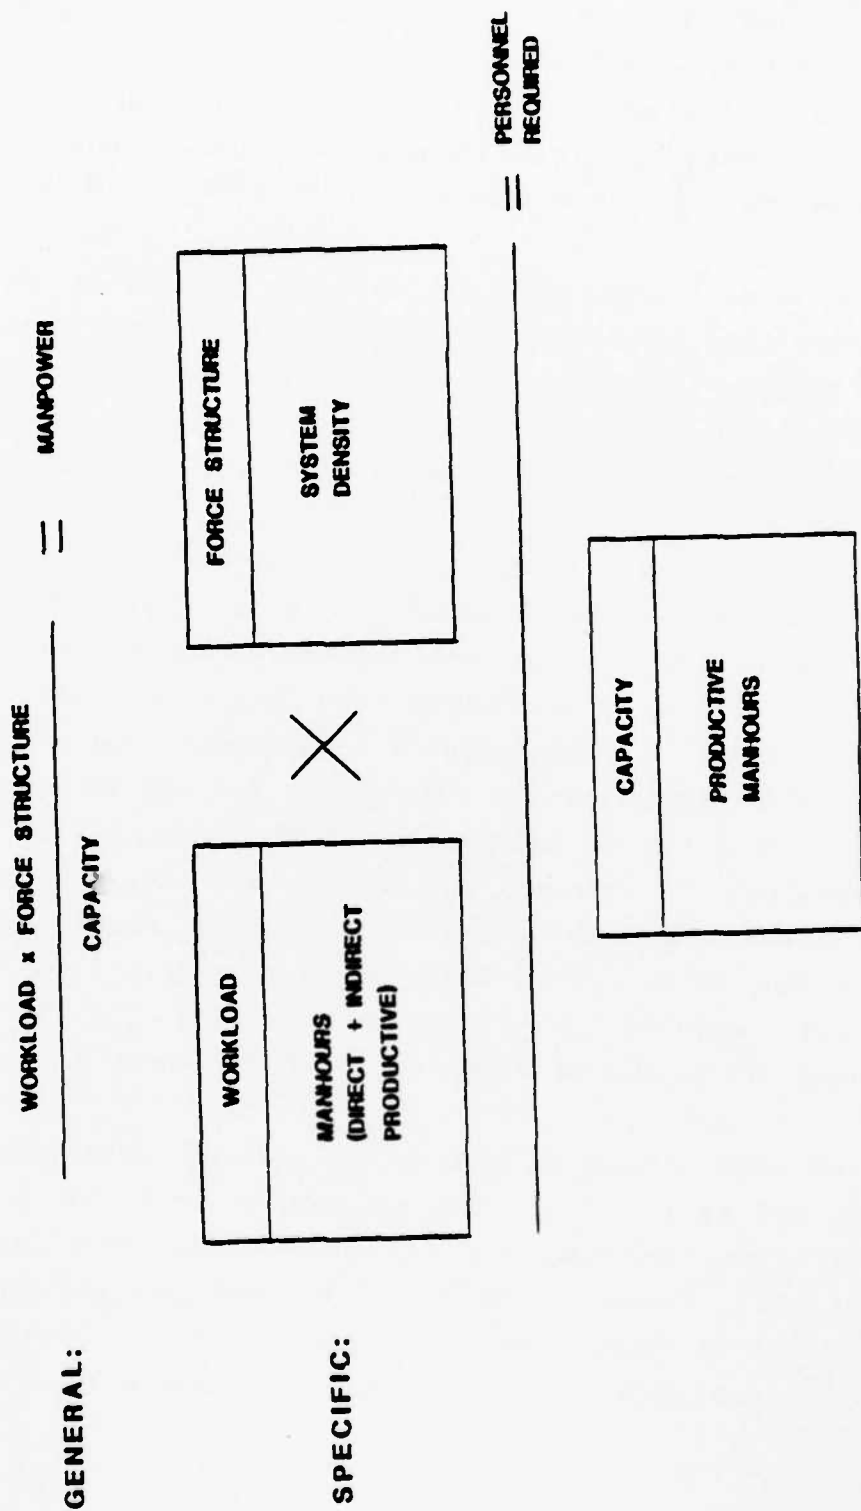 GENERAL:
WORKLOAD x FORCE STRUCTURE
CAPACITY
=
MANPOWER
SPECIFIC:
WORKLOAD
MANHOURS
(DIRECT + INDIRECT
PRODUCTIVE)
X
FORCE STRUCTURE
SYSTEM
DENSITY
=
PERSONNEL
REQUIRED
CAPACITY
PRODUCTIVE
MANHOURS